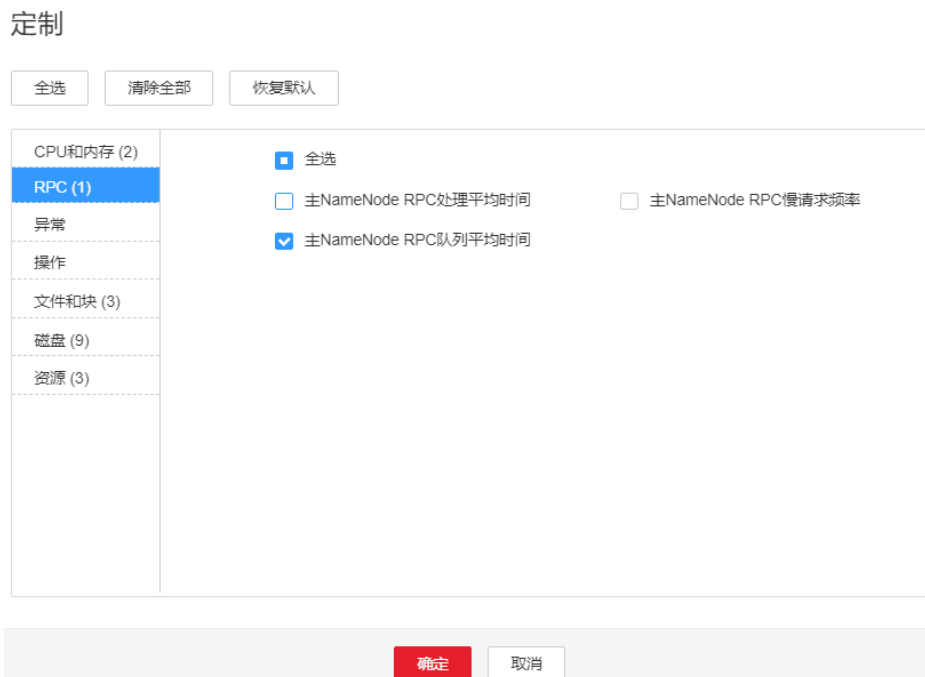 定制
全选 清除全部 恢复默认
CPU和内存 (2)
RPC (1)
异常
操作
文件和块 (3)
磁盘 (9)
资源 (3)
全选
主NameNode RPC处理平均时间 主NameNode RPC慢请求频率
主NameNode RPC队列平均时间
确定 取消